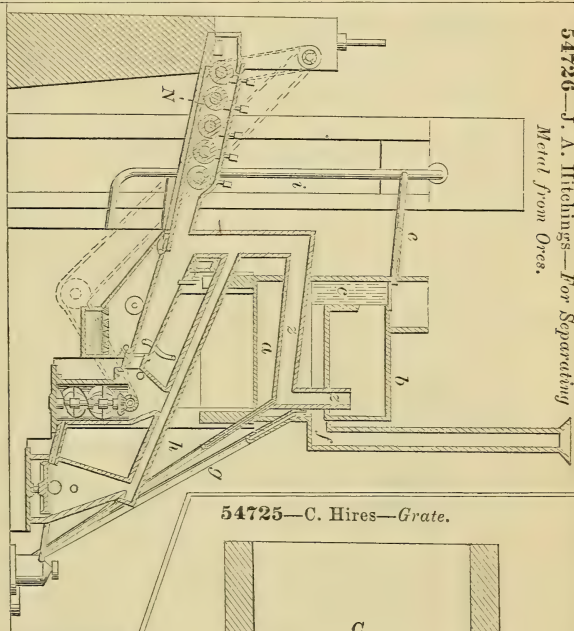 54726—J. A. Hitchings—For Separating
Metal from Ores.
N
i
c
e
b
z
a
z
f
h
g
54725—C. Hires—Grate.
C